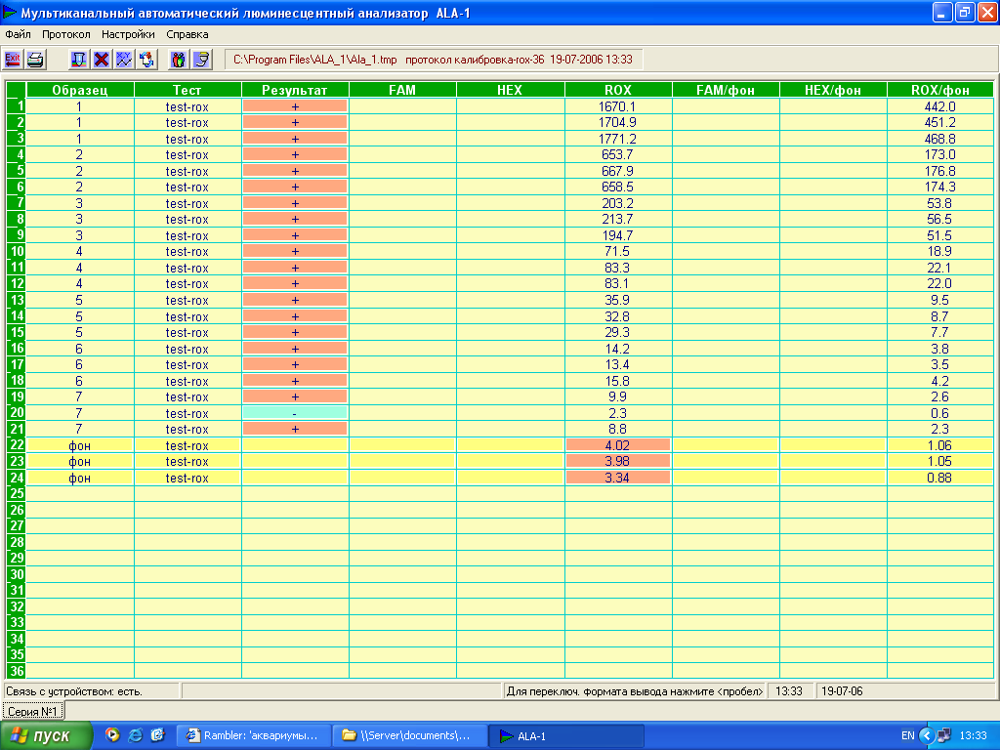 Мультиканальный автоматический люминесцентный анализатор ALA-1
Файл Протокол Настройки Справка
EXIT C:\Program Files\ALA_1\Ala_1.tmp протокол калибровка-rox-36 19-07-2006 13:33
Образец Тест Результат FAM HEX ROX FAM/фон HEX/фон ROX/фон
1 1 test-rox + 1670.1 442.0
2 1 test-rox + 1704.9 451.2
3 1 test-rox + 1771.2 468.8
4 2 test-rox + 653.7 173.0
5 2 test-rox + 667.9 176.8
6 2 test-rox + 658.5 174.3
7 3 test-rox + 203.2 53.8
8 3 test-rox + 213.7 56.5
9 3 test-rox + 194.7 51.5
10 4 test-rox + 71.5 18.9
11 4 test-rox + 83.3 22.1
12 4 test-rox + 83.1 22.0
13 5 test-rox + 35.9 9.5
14 5 test-rox + 32.8 8.7
15 5 test-rox + 29.3 7.7
16 6 test-rox + 14.2 3.8
17 6 test-rox + 13.4 3.5
18 6 test-rox + 15.8 4.2
19 7 test-rox + 9.9 2.6
20 7 test-rox - 2.3 0.6
21 7 test-rox + 8.8 2.3
22 фон test-rox 4.02 1.06
23 фон test-rox 3.98 1.05
24 фон test-rox 3.34 0.88
25
26
27
28
29
30
31
32
33
34
35
36
Связь с устройством: есть. Для переключ. формата вывода нажмите <пробел> 13:33 19-07-06
Серия №1
пуск Rambler: 'аквариумы... \\Server\documents\... ALA-1 EN 13:33